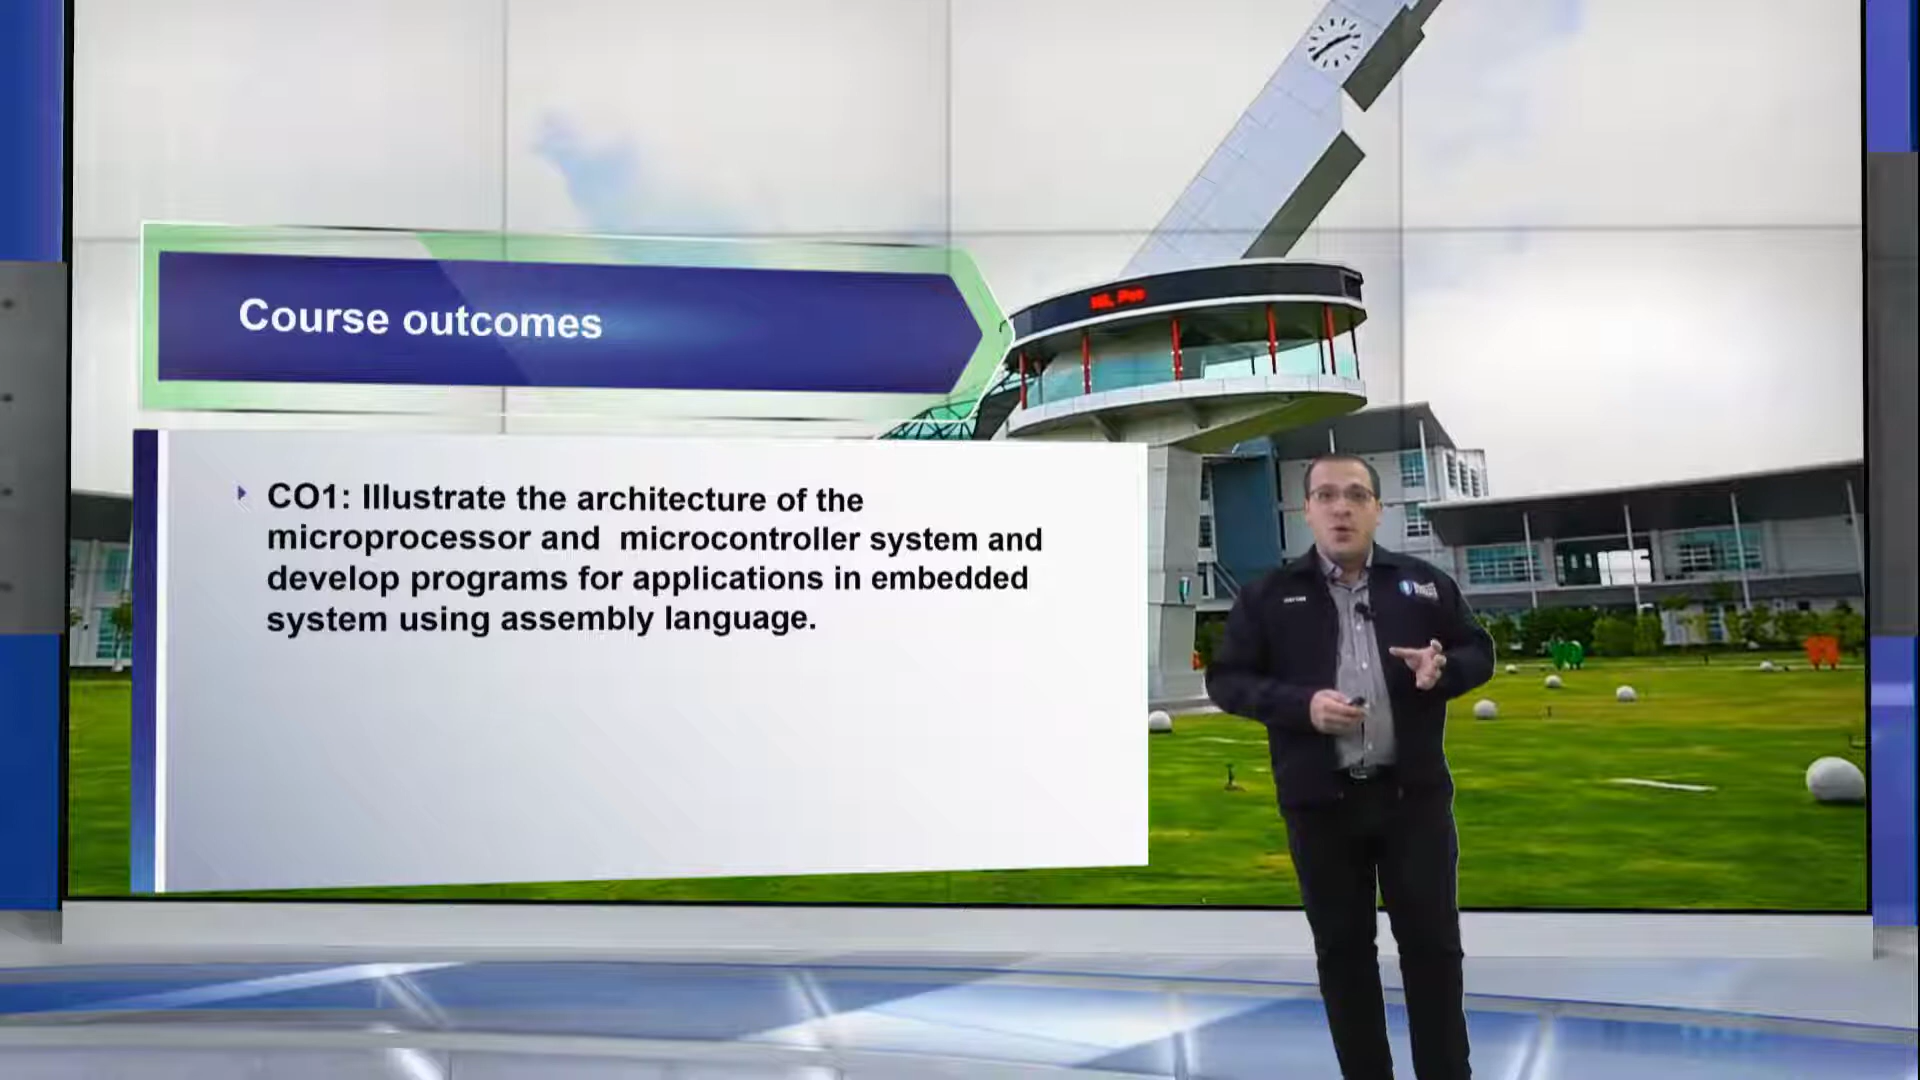 Course outcomes
CO1: Illustrate the architecture of the
microprocessor and microcontroller system and
develop programs for applications in embedded
system using assembly language.